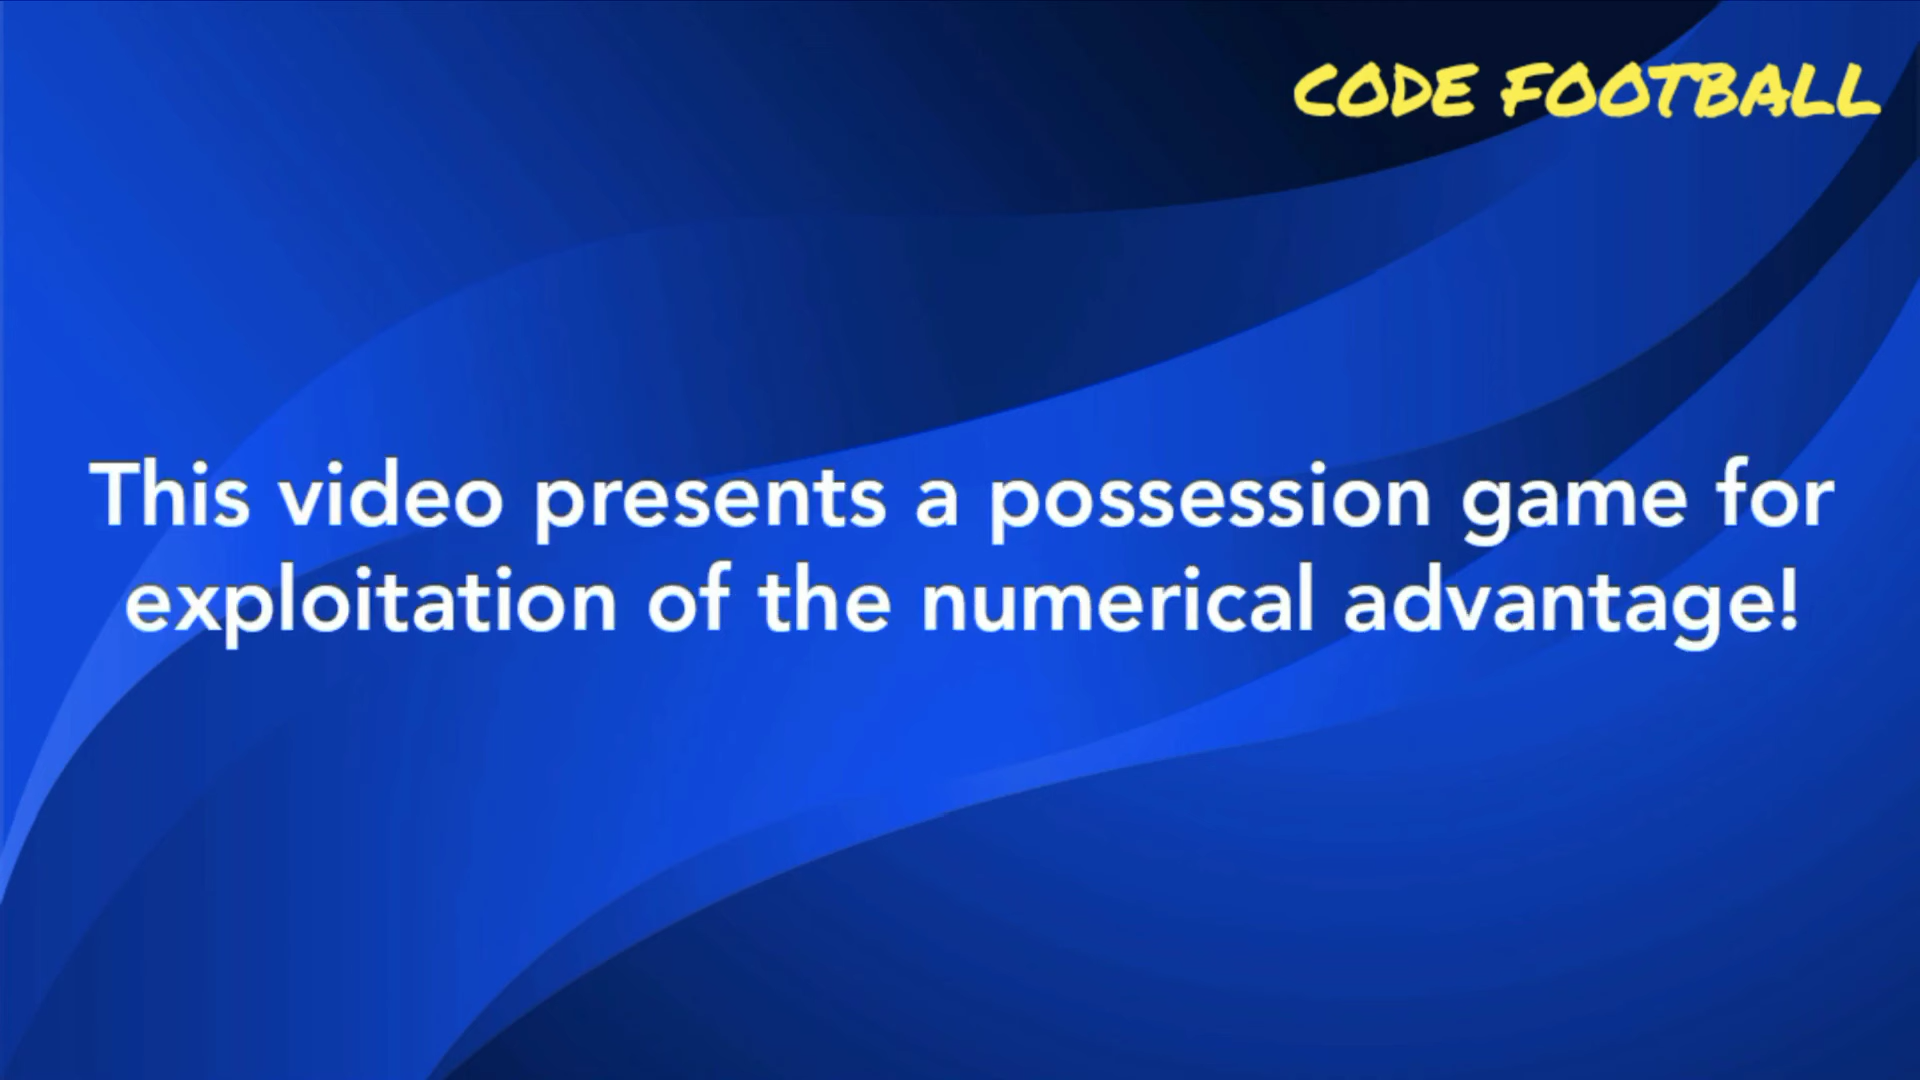 CODE FOOTBALL
This video presents a possession game for
exploitation of the numerical advantage!